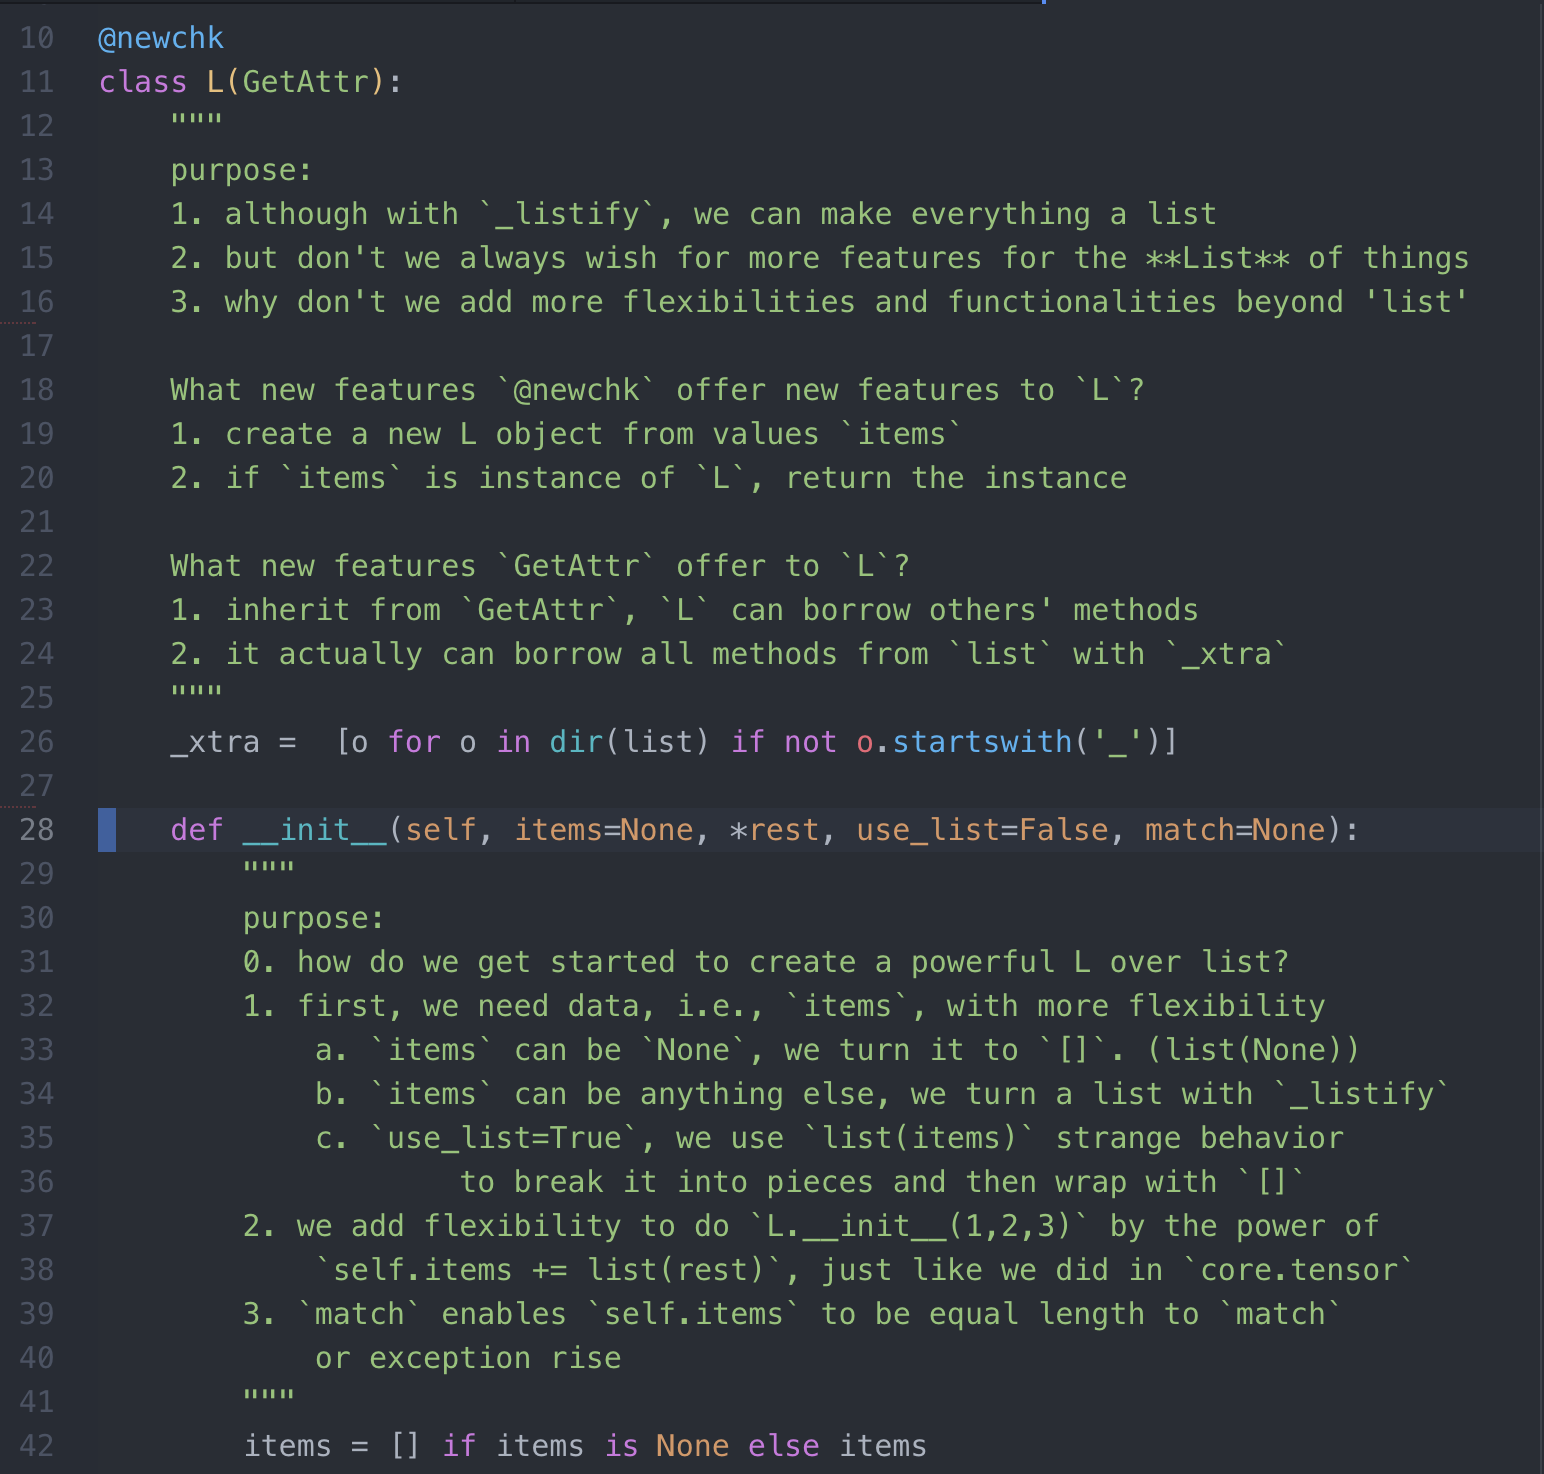 10 @newchk
11 class L(GetAttr):
12     """
13     purpose:
14     1. although with `_listify`, we can make everything a list
15     2. but don't we always wish for more features for the **List** of things
16     3. why don't we add more flexibilities and functionalities beyond 'list'
17
18     What new features `@newchk` offer new features to `L`?
19     1. create a new L object from values `items`
20     2. if `items` is instance of `L`, return the instance
21
22     What new features `GetAttr` offer to `L`?
23     1. inherit from `GetAttr`, `L` can borrow others' methods
24     2. it actually can borrow all methods from `list` with `_xtra`
25     """
26     _xtra =  [o for o in dir(list) if not o.startswith('_')]
27
28     def __init__(self, items=None, *rest, use_list=False, match=None):
29         """
30         purpose:
31         0. how do we get started to create a powerful L over list?
32         1. first, we need data, i.e., `items`, with more flexibility
33             a. `items` can be `None`, we turn it to `[]`. (list(None))
34             b. `items` can be anything else, we turn a list with `_listify`
35             c. `use_list=True`, we use `list(items)` strange behavior
36                     to break it into pieces and then wrap with `[]`
37         2. we add flexibility to do `L.__init__(1,2,3)` by the power of
38             `self.items += list(rest)`, just like we did in `core.tensor`
39         3. `match` enables `self.items` to be equal length to `match`
40             or exception rise
41         """
42         items = [] if items is None else items